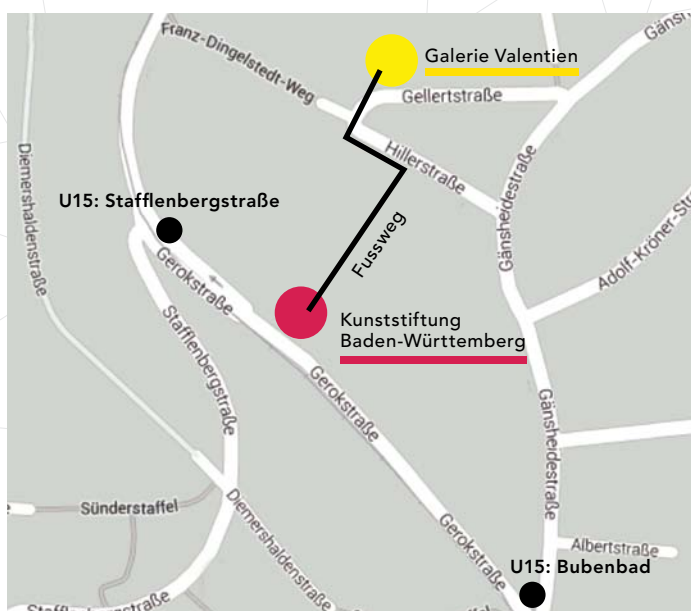 Franz-Dingelstedt-Weg
Galerie Valentien
Gänsh
Gellertstraße
Diemershaldenstraße
Hillerstraße
U15: Stafflenbergstraße
Gänsheidestraße
Adolf-Kröner-Str
Fussweg
Gerokstraße
Kunststiftung
Baden-Württemberg
Stafflenbergstraße
Gerokstraße
Gänsheidestraße
Gerokstraße
Sünderstaffel
Diemershaldenstraße
Albertstraße
U15: Bubenbad
Stafflenbergstraße